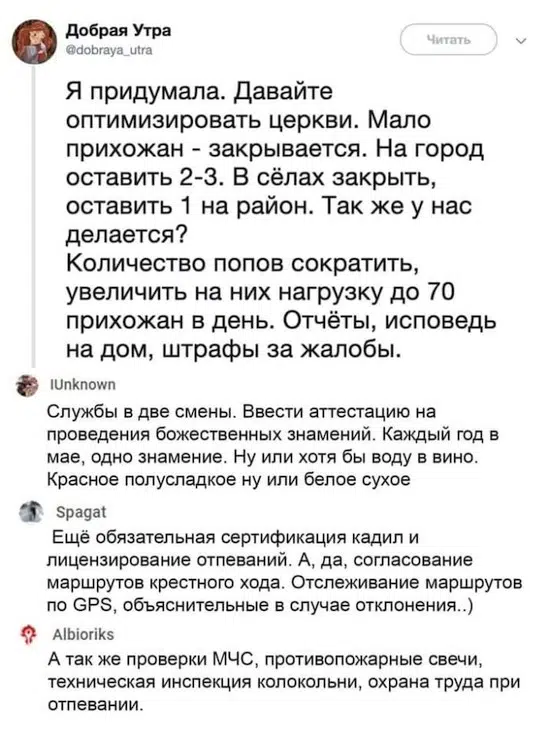 Добрая Утра
@dobraya_utra
Читать
Я придумала. Давайте
оптимизировать церкви. Мало
прихожан - закрывается. На город
оставить 2-3. В сёлах закрыть,
оставить 1 на район. Так же у нас
делается?
Количество попов сократить,
увеличить на них нагрузку до 70
прихожан в день. Отчёты, исповедь
на дом, штрафы за жалобы.
IUnknown
Службы в две смены. Ввести аттестацию на
проведения божественных знамений. Каждый год в
мае, одно знамение. Ну или хотя бы воду в вино.
Красное полусладкое ну или белое сухое
Spagat
Ещё обязательная сертификация кадил и
лицензирование отпеваний. А, да, согласование
маршрутов крестного хода. Отслеживание маршрутов
по GPS, объяснительные в случае отклонения..)
Albioriks
А так же проверки МЧС, противопожарные свечи,
техническая инспекция колокольни, охрана труда при
отпевании.